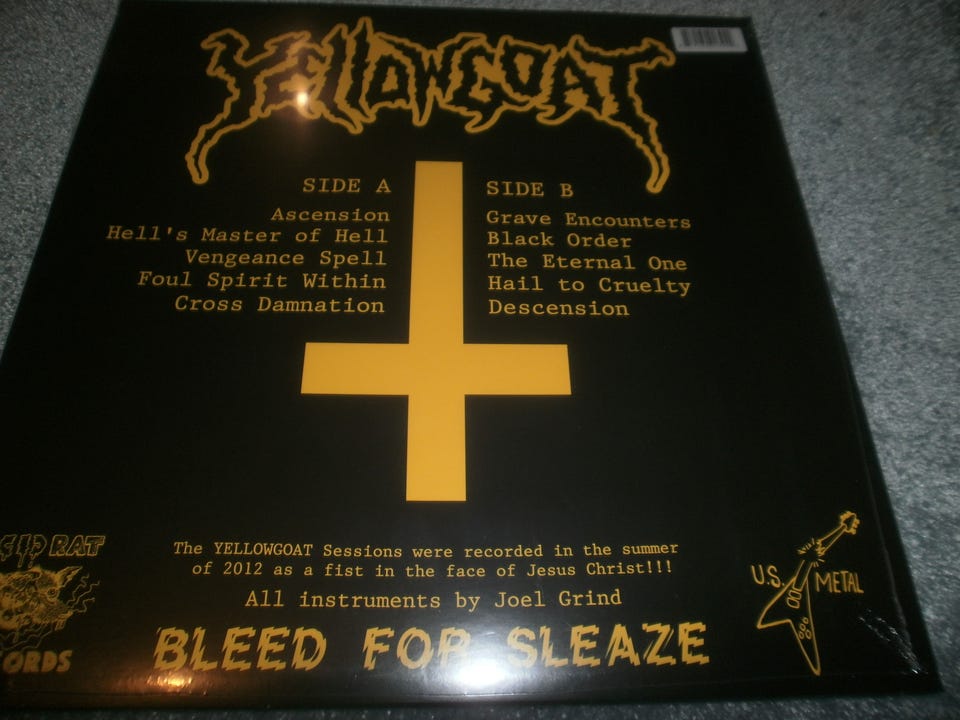 YELLOWGOAT
SIDE A
Ascension
Hell's Master of Hell
Vengeance Spell
Foul Spirit Within
Cross Damnation
SIDE B
Grave Encounters
Black Order
The Eternal One
Hail to Cruelty
Descension
The YELLOWGOAT Sessions were recorded in the summer
of 2012 as a fist in the face of Jesus Christ!!!
All instruments by Joel Grind
BLEED FOR SLEAZE
RAT
ORDS
U.S. METAL